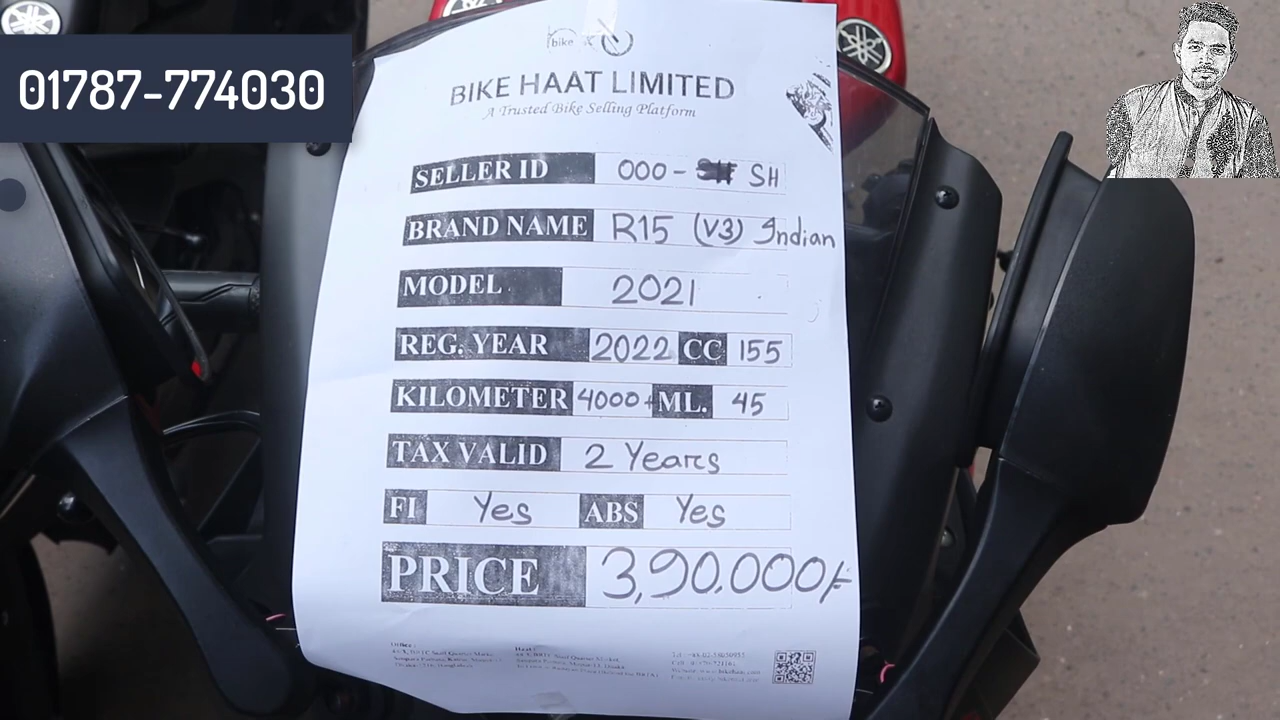 01787-774030
bike
BIKE HAAT LIMITED
A Trusted Bike Selling Platform
SELLER ID 000- SH
BRAND NAME R15 (V3) Indian
MODEL 2021
REG. YEAR 2022 CC 155
KILOMETER 4000+ ML. 45
TAX VALID 2 Years
FI Yes ABS Yes
PRICE 3,90.000/=
Office :